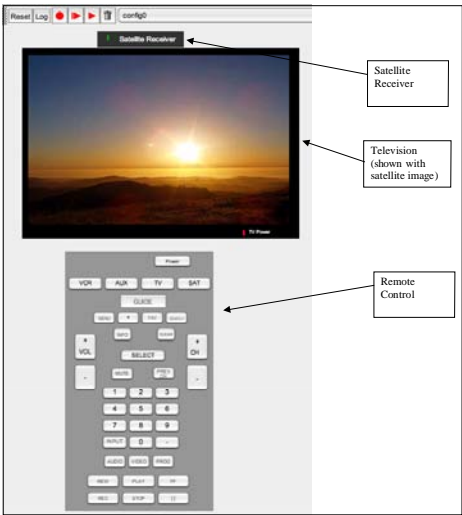 Reset Log config0
Satellite Receiver
Satellite
Receiver
Television
(shown with
satellite image)
TV Power
Remote
Control
Power
VCR AUX TV SAT
GUIDE
MENU FAV
INFO
+ +
VOL CH
SELECT
MUTE
- -
1 2 3
4 5 6
7 8 9
INPUT 0 -
AUDIO VIDEO PROG
REW PLAY FF
REC STOP